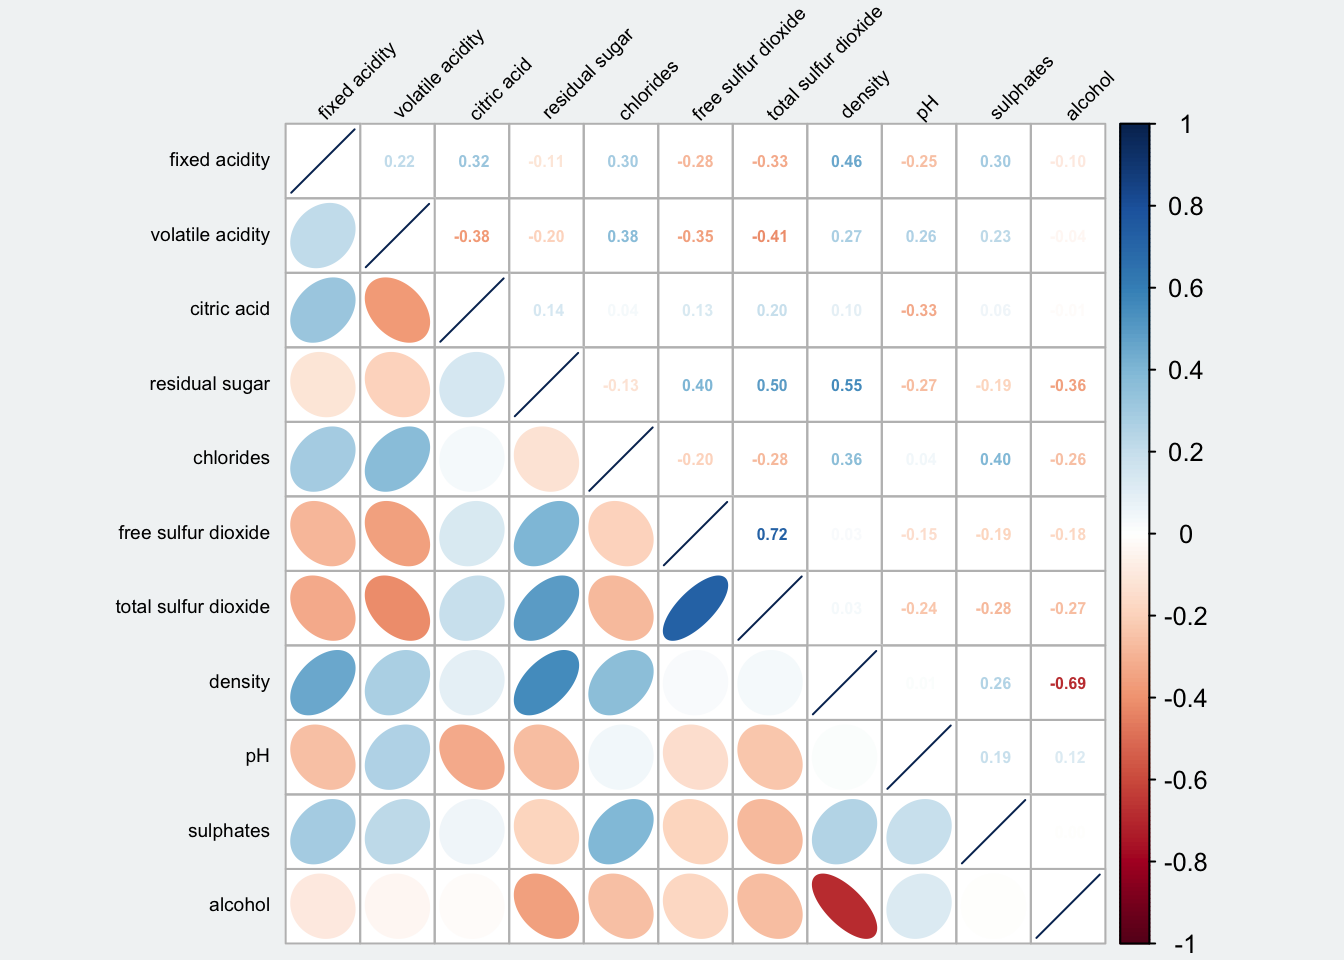 fixed acidity
volatile acidity
citric acid
residual sugar
chlorides
free sulfur dioxide
total sulfur dioxide
density
pH
sulphates
alcohol
fixed acidity 0.22 0.32 -0.11 0.30 -0.28 -0.33 0.46 -0.25 0.30 -0.10
volatile acidity -0.38 -0.20 0.38 -0.35 -0.41 0.27 0.26 0.23 -0.04
citric acid 0.14 0.04 0.13 0.20 0.10 -0.33 0.06
residual sugar -0.13 0.40 0.50 0.55 -0.27 -0.19 -0.36
chlorides -0.20 -0.28 0.36 0.04 0.40 -0.26
free sulfur dioxide 0.72 0.03 -0.15 -0.19 -0.18
total sulfur dioxide 0.03 -0.24 -0.28 -0.27
density 0.01 0.26 -0.69
pH 0.19 0.12
sulphates
alcohol
1
0.8
0.6
0.4
0.2
0
-0.2
-0.4
-0.6
-0.8
-1